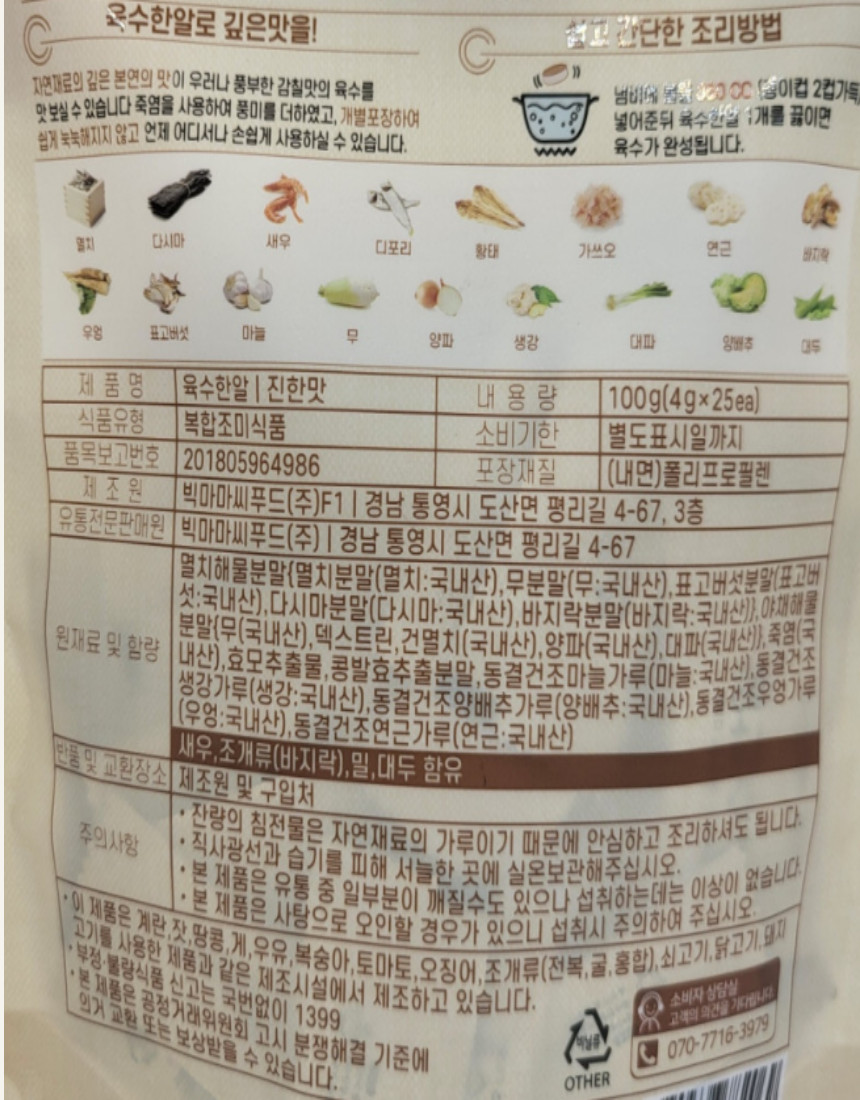 육수한알로 깊은맛을!
쉽고 간단한 조리방법
자연재료의 깊은 본연의 맛이 우러나 풍부한 감칠맛의 육수를
맛 보실 수 있습니다 죽염을 사용하여 풍미를 더하였고, 개별포장하여
쉽게 눅눅해지지 않고 언제 어디서나 손쉽게 사용하실 수 있습니다.
냄비에 CC (종이컵 2컵가득)
넣어준뒤 육수한알 1개를 끓이면
육수가 완성됩니다.
멸치 다시마 새우 디포리 황태 가쓰오 연근 바지락
우엉 표고버섯 마늘 무 양파 생강 대파 양배추 대두
제 품 명 육수한알 | 진한맛 내 용 량 100g(4g×25ea)
식품유형 복합조미식품 소비기한 별도표시일까지
품목보고번호 201805964986 포장재질 (내면)폴리프로필렌
제 조 원 빅마마씨푸드(주)F1 | 경남 통영시 도산면 평리길 4-67, 3층
유통전문판매원 빅마마씨푸드(주) | 경남 통영시 도산면 평리길 4-67
원재료 및 함량
멸치해물분말{멸치분말(멸치:국내산),무분말(무:국내산),표고버섯분말(표고버
섯:국내산),다시마분말(다시마:국내산),바지락분말(바지락:국내산)},야채해물
분말{무(국내산),덱스트린,건멸치(국내산),양파(국내산),대파(국내산)},죽염(국
내산),효모추출물,콩발효추출분말,동결건조마늘가루(마늘:국내산),동결건조
생강가루(생강:국내산),동결건조양배추가루(양배추:국내산),동결건조우엉가루
(우엉:국내산),동결건조연근가루(연근:국내산)
새우,조개류(바지락),밀,대두 함유
반품 및 교환장소 제조원 및 구입처
주의사항
· 잔량의 침전물은 자연재료의 가루이기 때문에 안심하고 조리하셔도 됩니다.
· 직사광선과 습기를 피해 서늘한 곳에 실온보관해주십시오.
· 본 제품은 유통 중 일부분이 깨질수도 있으나 섭취하는데는 이상이 없습니다.
· 본 제품은 사탕으로 오인할 경우가 있으니 섭취시 주의하여 주십시오.
· 이 제품은 계란,잣,땅콩,게,우유,복숭아,토마토,오징어,조개류(전복,굴,홍합),쇠고기,닭고기,돼지
고기를 사용한 제품과 같은 제조시설에서 제조하고 있습니다.
· 부정·불량식품 신고는 국번없이 1399
· 본 제품은 공정거래위원회 고시 분쟁해결 기준에
의거 교환 또는 보상받을 수 있습니다.
비닐류
OTHER
소비자 상담실
고객의 의견을 기다립니다.
070-7716-3979